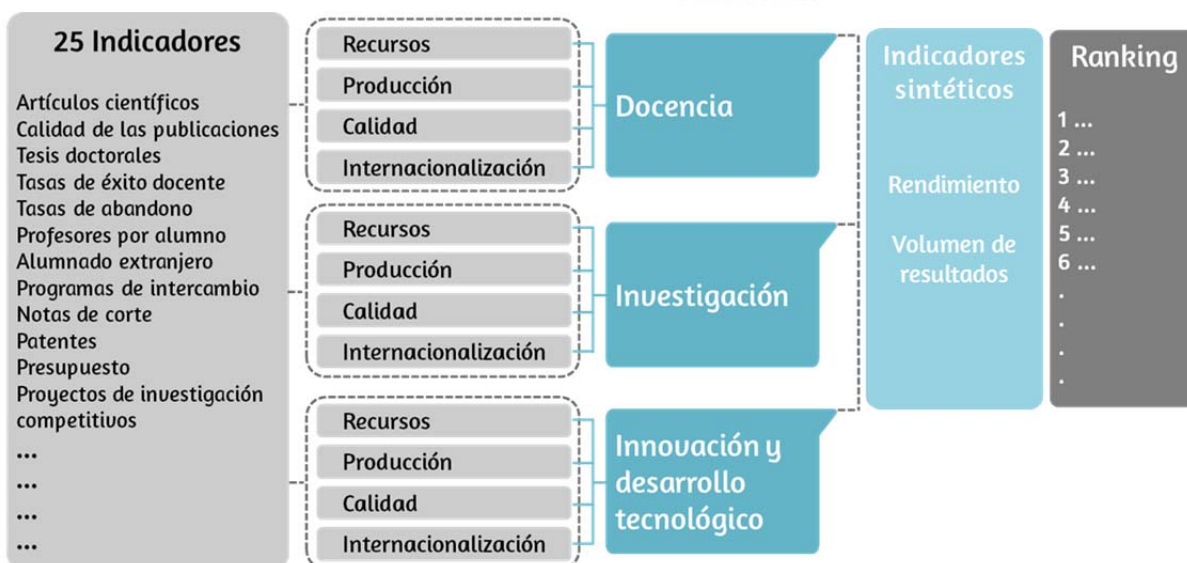 25 Indicadores
Artículos científicos
Calidad de las publicaciones
Tesis doctorales
Tasas de éxito docente
Tasas de abandono
Profesores por alumno
Alumnado extranjero
Programas de intercambio
Notas de corte
Patentes
Presupuesto
Proyectos de investigación
competitivos
...
...
...
...
Recursos
Producción
Calidad
Internacionalización
Docencia
Recursos
Producción
Calidad
Internacionalización
Investigación
Recursos
Producción
Calidad
Internacionalización
Innovación y
desarrollo
tecnológico
Indicadores
sintéticos
Rendimiento
Volumen de
resultados
Ranking
1 ...
2 ...
3 ...
4 ...
5 ...
6 ...
.
.
.
.